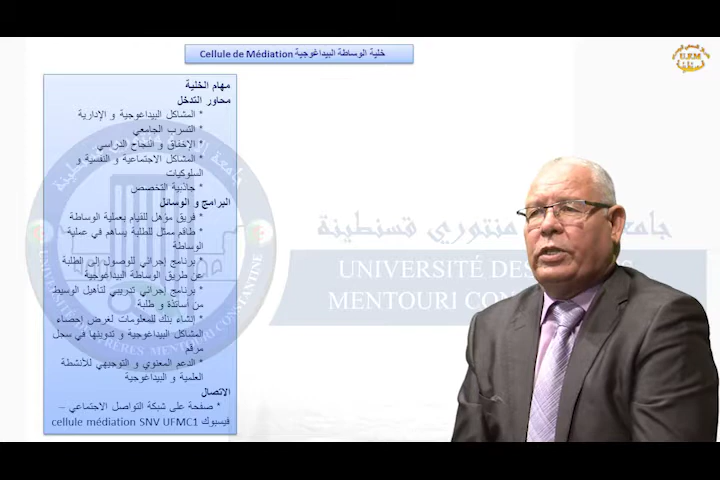 خلية الوساطة البيداغوجية Cellule de Médiation
U.F.M
مهام الخلية
محاور التدخل
* المشاكل البيداغوجية و الإدارية
* التسرب الجامعي
* الإخفاق و النجاح الدراسي
* المشاكل الاجتماعية و النفسية و
السلوكيات
* جاذبية التخصص
البرامج و الوسائل
* فريق مؤهل للقيام بعملية الوساطة
* طاقم ممثل للطلبة يساهم في عملية
الوساطة
* برنامج إجرائي للوصول إلى الطلبة
عن طريق الوساطة البيداغوجية
* برنامج إجرائي تدريبي لتأهيل الوسيط
من أساتذة و طلبة
* إنشاء بنك للمعلومات لغرض إحصاء
المشاكل البيداغوجية و تدوينها في سجل
مرقم
* الدعم المعنوي و التوجيهي للأنشطة
العلمية و البيداغوجية
الاتصال
* صفحة على شبكة التواصل الاجتماعي –
فيسبوك cellule médiation SNV UFMC1
منتوري قسنطينة
UNIVERSITÉ DES
MENTOURI CON